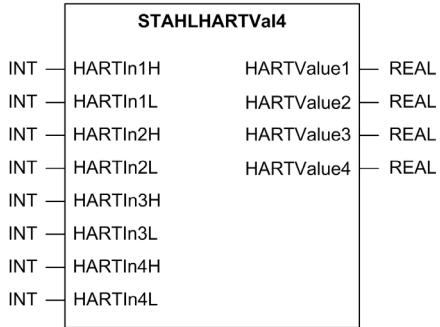 STAHLHARTVal4
INT HARTIn1H HARTValue1 REAL
INT HARTIn1L HARTValue2 REAL
INT HARTIn2H HARTValue3 REAL
INT HARTIn2L HARTValue4 REAL
INT HARTIn3H
INT HARTIn3L
INT HARTIn4H
INT HARTIn4L